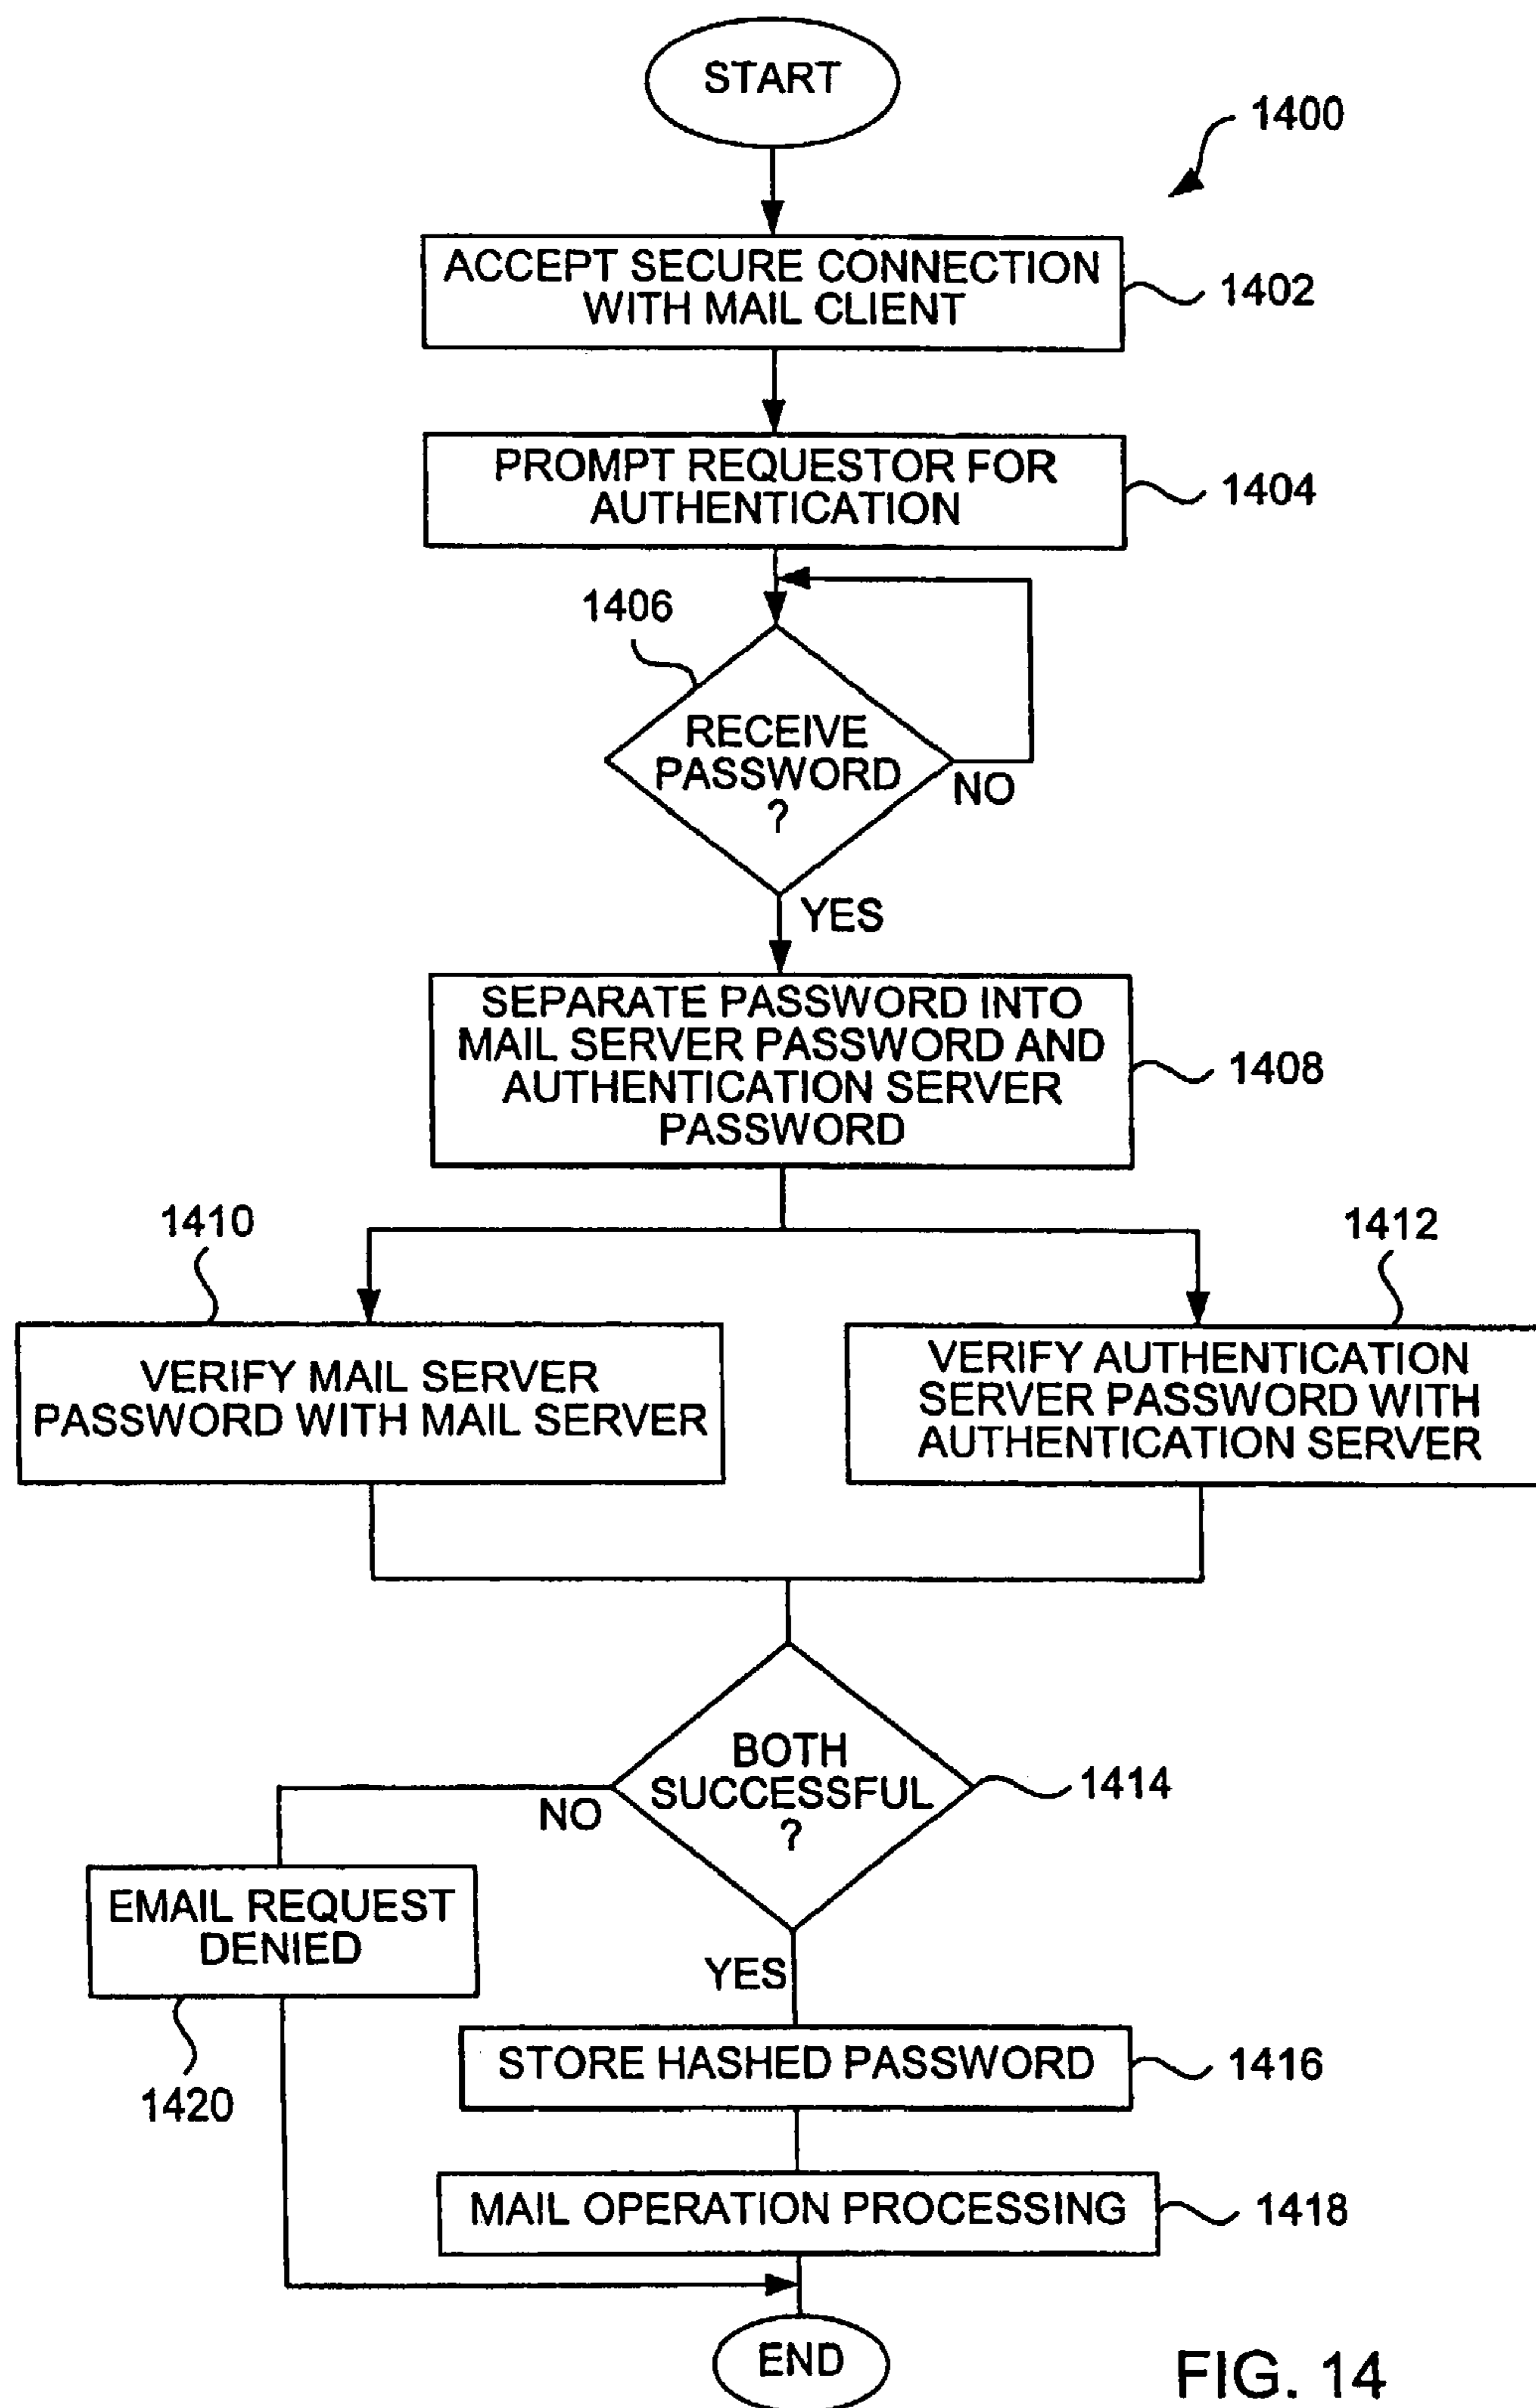 START
1400
ACCEPT SECURE CONNECTION
WITH MAIL CLIENT
1402
PROMPT REQUESTOR FOR
AUTHENTICATION
1404
1406
RECEIVE
PASSWORD
?
NO
YES
SEPARATE PASSWORD INTO
MAIL SERVER PASSWORD AND
AUTHENTICATION SERVER
PASSWORD
1408
1410
1412
VERIFY MAIL SERVER
PASSWORD WITH MAIL SERVER
VERIFY AUTHENTICATION
SERVER PASSWORD WITH
AUTHENTICATION SERVER
BOTH
SUCCESSFUL
?
1414
NO
EMAIL REQUEST
DENIED
1420
YES
STORE HASHED PASSWORD
1416
MAIL OPERATION PROCESSING
1418
END
FIG. 14